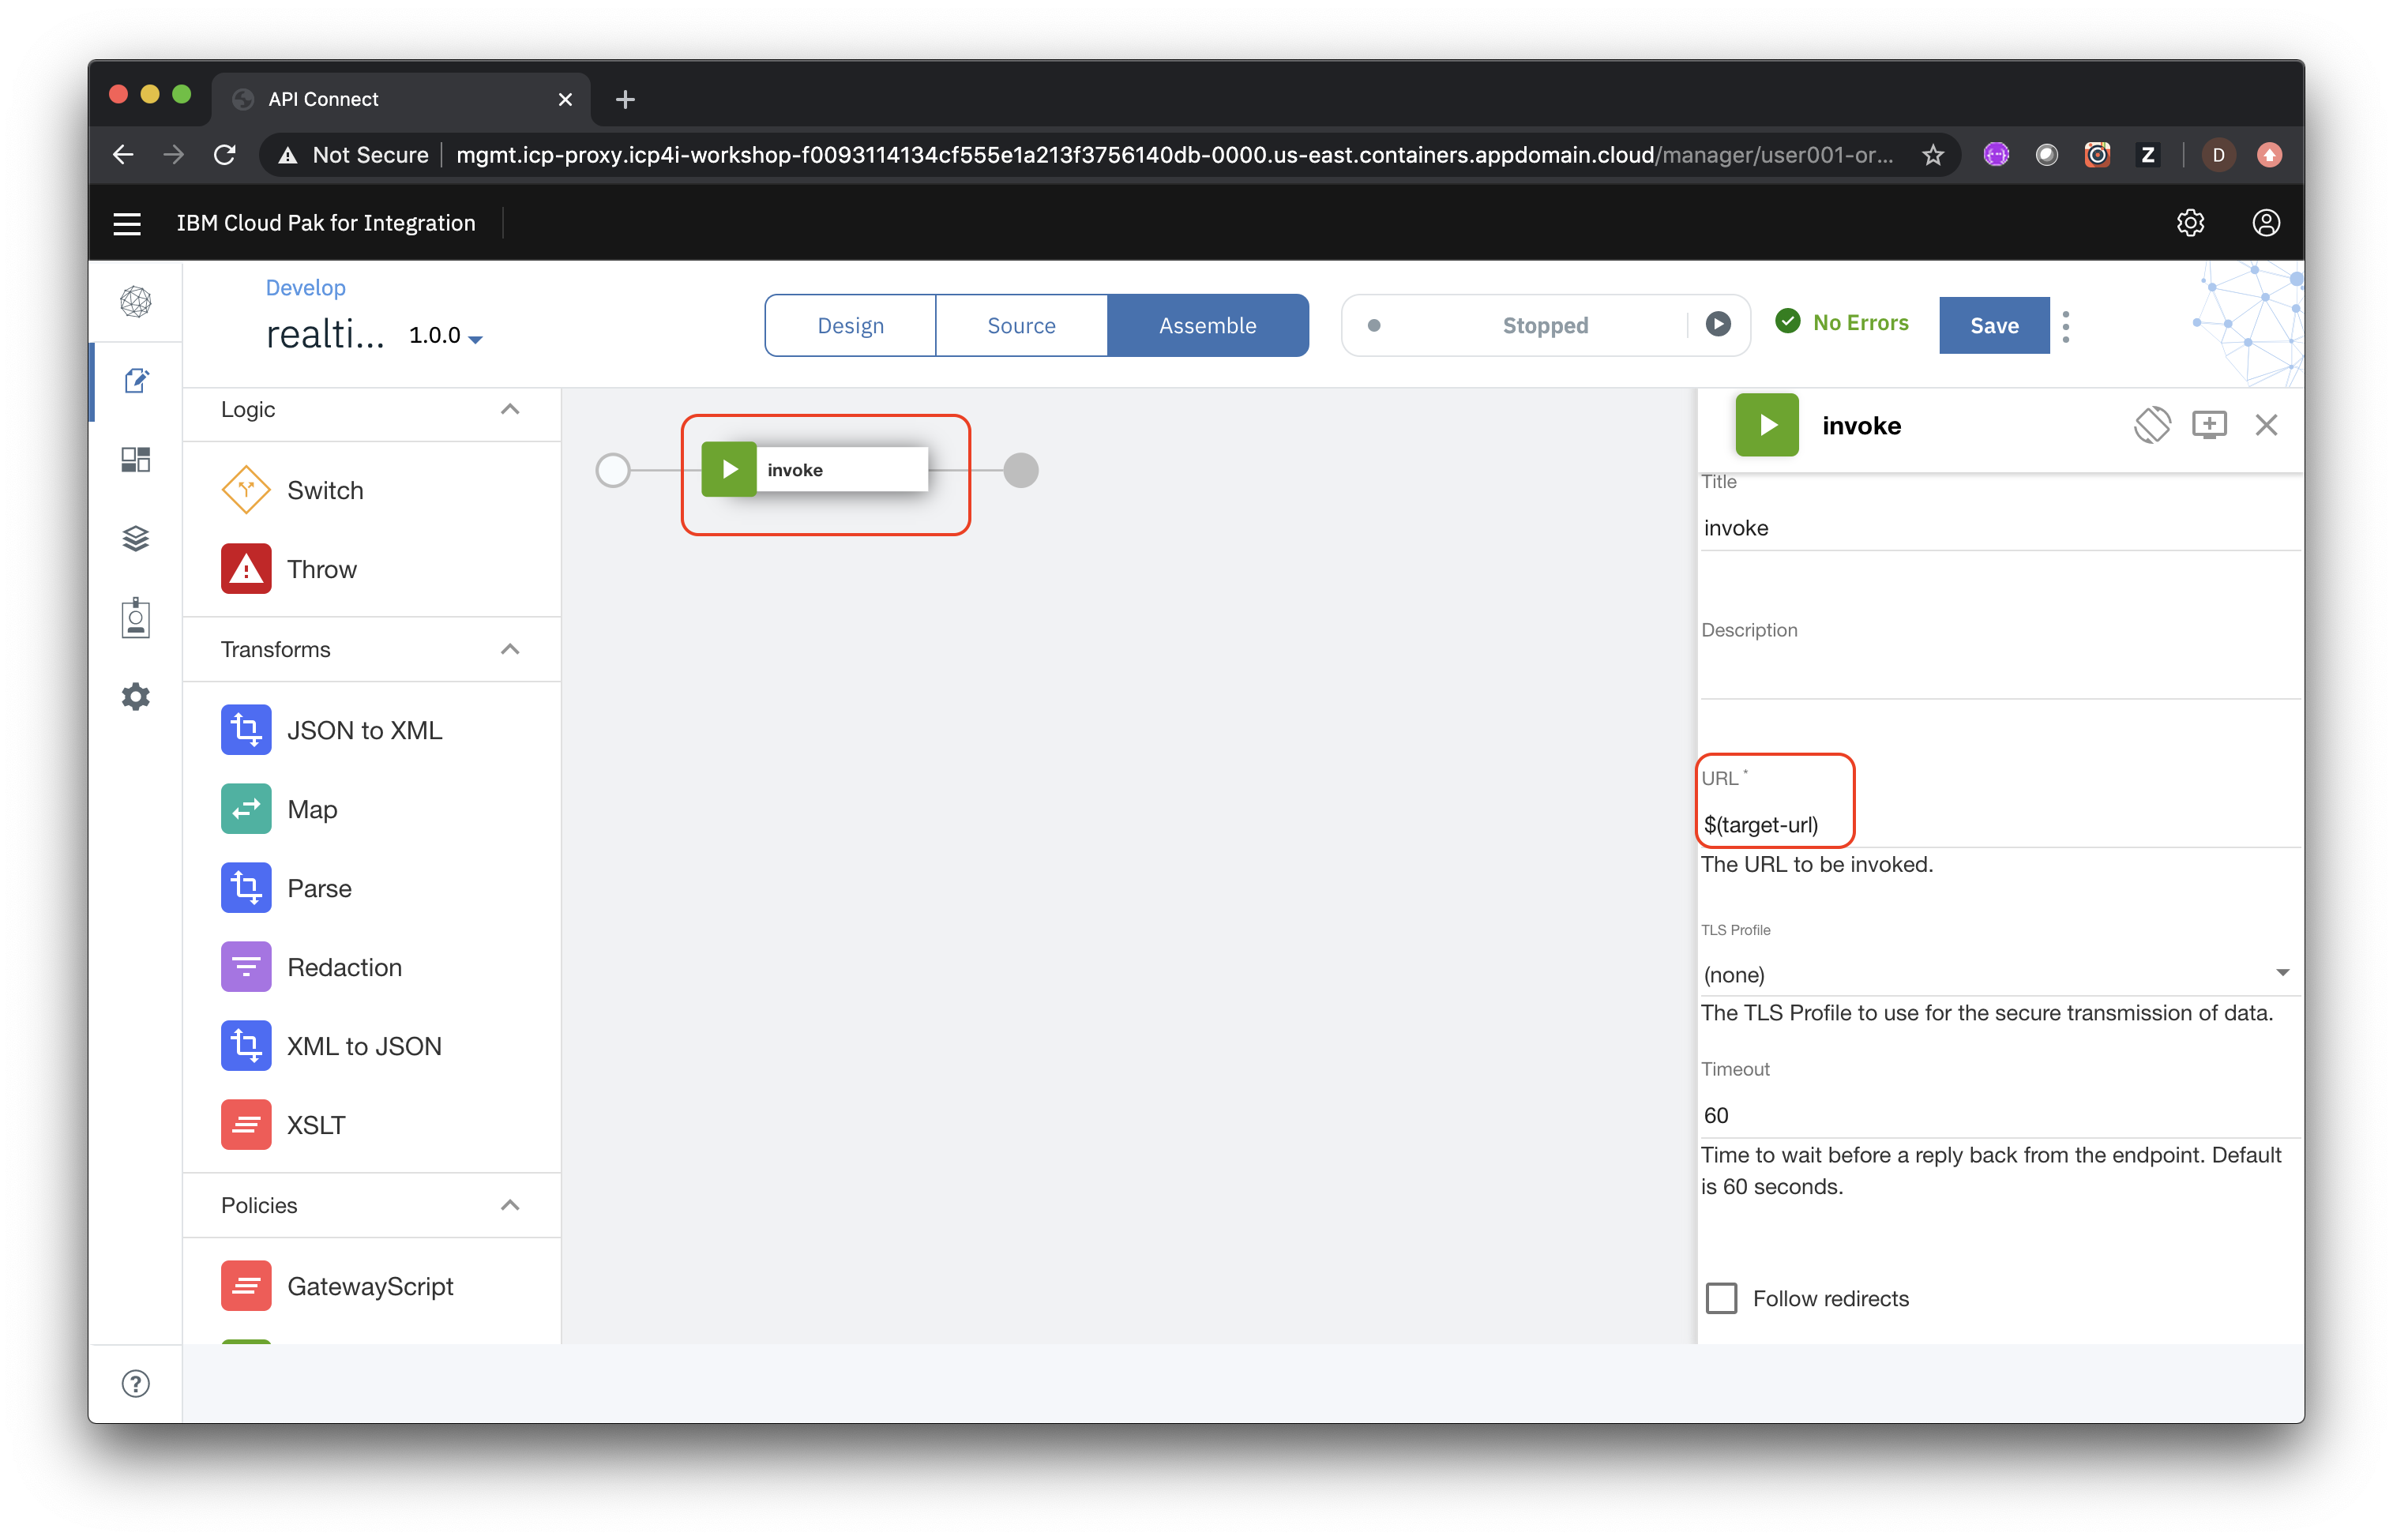 API Connect
Not Secure
mgmt.icp-proxy.icp4i-workshop-f0093114134cf555e1a213f3756140db-0000.us-east.containers.appdomain.cloud/manager/user001-or...
Z
D
IBM Cloud Pak for Integration
Develop
realti...
1.0.0
Design
Source
Assemble
Stopped
No Errors
Save
Logic
Switch
Throw
Transforms
JSON to XML
Map
Parse
Redaction
XML to JSON
XSLT
Policies
GatewayScript
invoke
invoke
Title
invoke
Description
URL *
$(target-url)
The URL to be invoked.
TLS Profile
(none)
The TLS Profile to use for the secure transmission of data.
Timeout
60
Time to wait before a reply back from the endpoint. Default
is 60 seconds.
Follow redirects